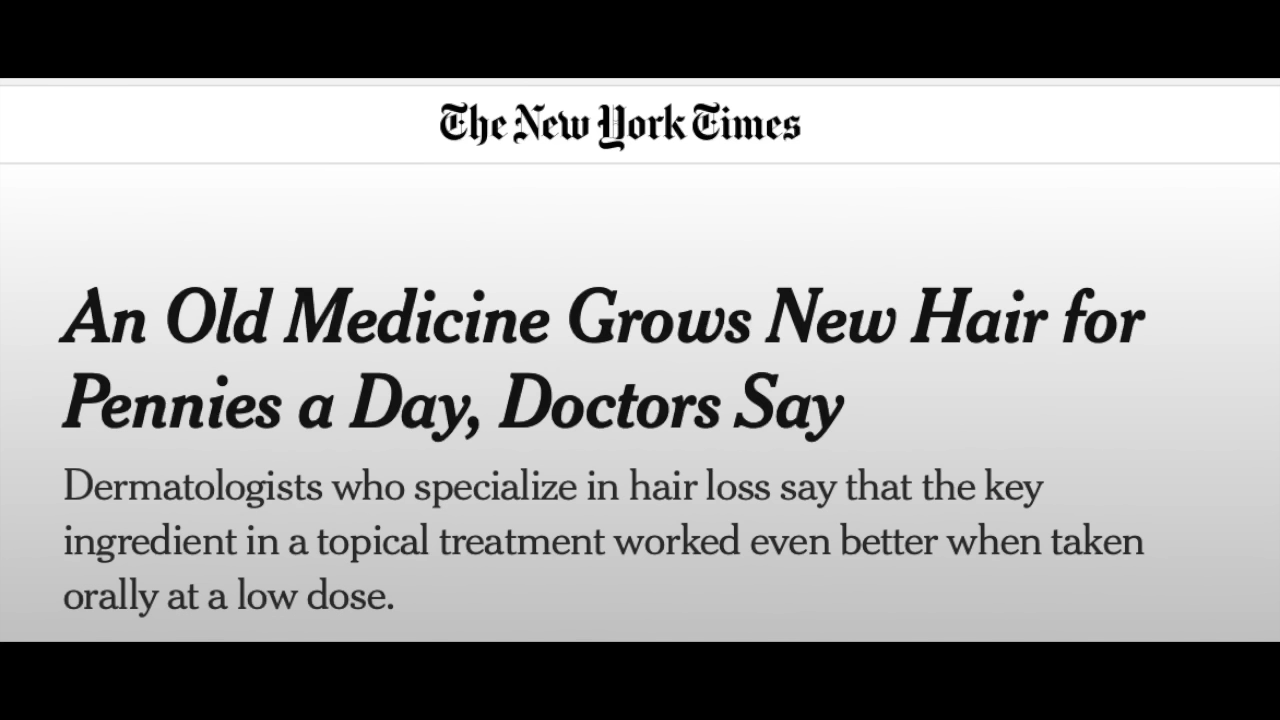 The New York Times
An Old Medicine Grows New Hair for
Pennies a Day, Doctors Say
Dermatologists who specialize in hair loss say that the key
ingredient in a topical treatment worked even better when taken
orally at a low dose.